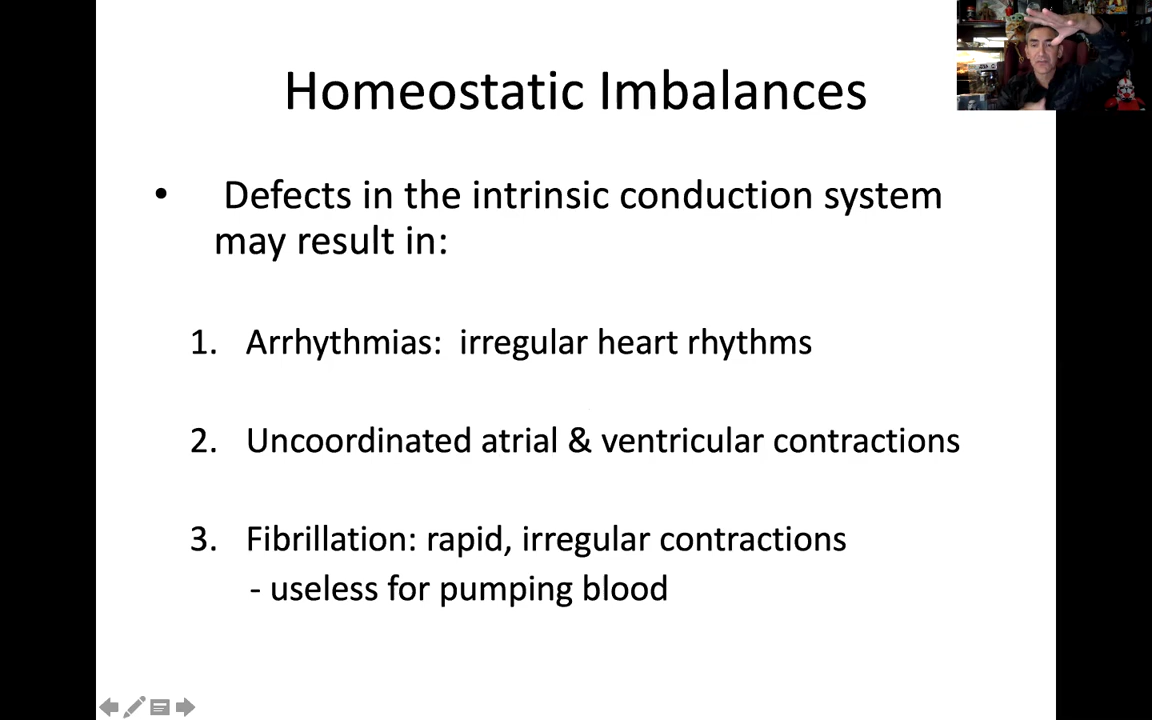 Homeostatic Imbalances
• Defects in the intrinsic conduction system
may result in:
1. Arrhythmias: irregular heart rhythms
2. Uncoordinated atrial & ventricular contractions
3. Fibrillation: rapid, irregular contractions
- useless for pumping blood